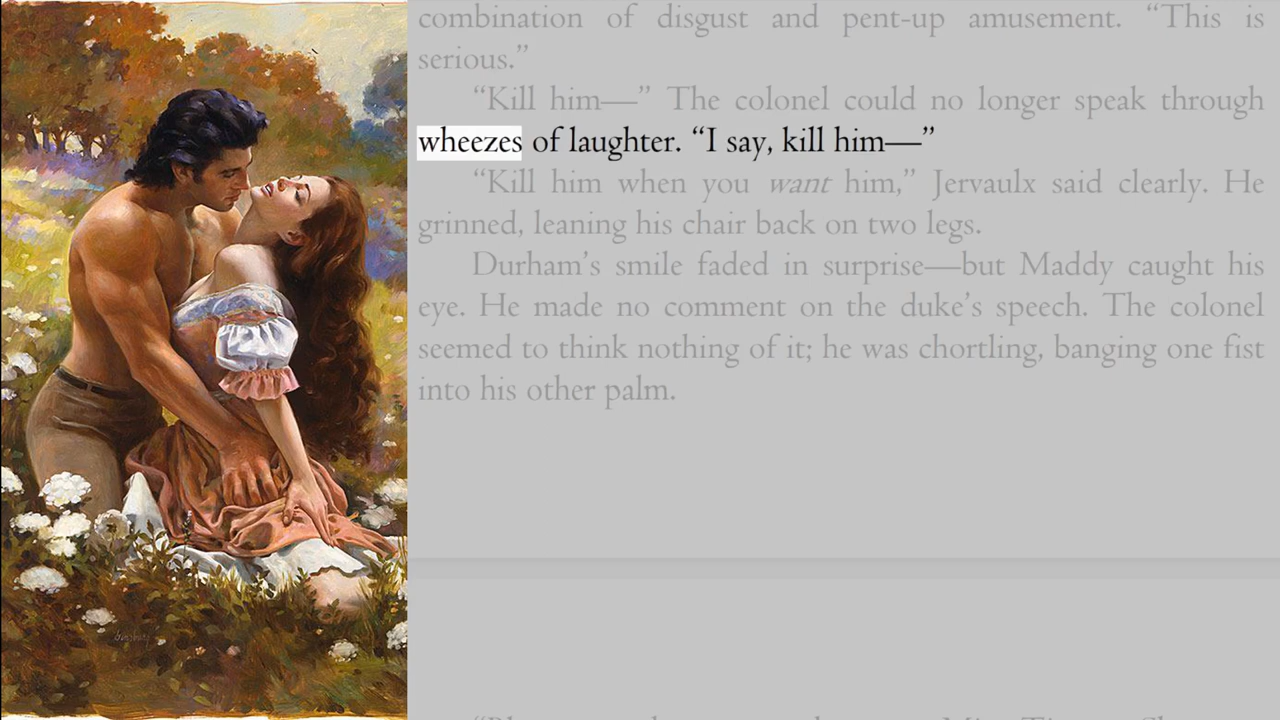 combination of disgust and pent-up amusement. “This is
serious.”
“Kill him—” The colonel could no longer speak through
wheezes of laughter. “I say, kill him—”
“Kill him when you want him,” Jervaulx said clearly. He
grinned, leaning his chair back on two legs.
Durham’s smile faded in surprise—but Maddy caught his
eye. He made no comment on the duke’s speech. The colonel
seemed to think nothing of it; he was chortling, banging one fist
into his other palm.